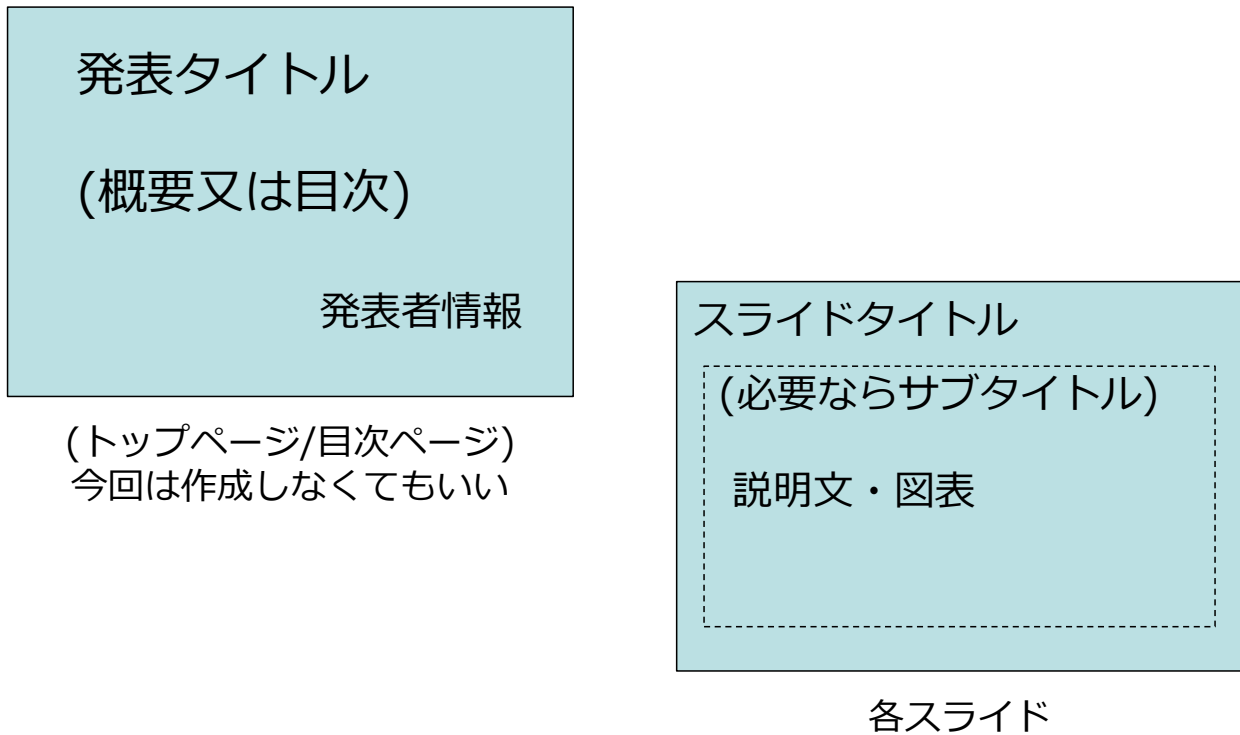 発表タイトル
(概要又は目次)
発表者情報
(トップページ/目次ページ)
今回は作成しなくてもいい
スライドタイトル
(必要ならサブタイトル)
説明文・図表
各スライド